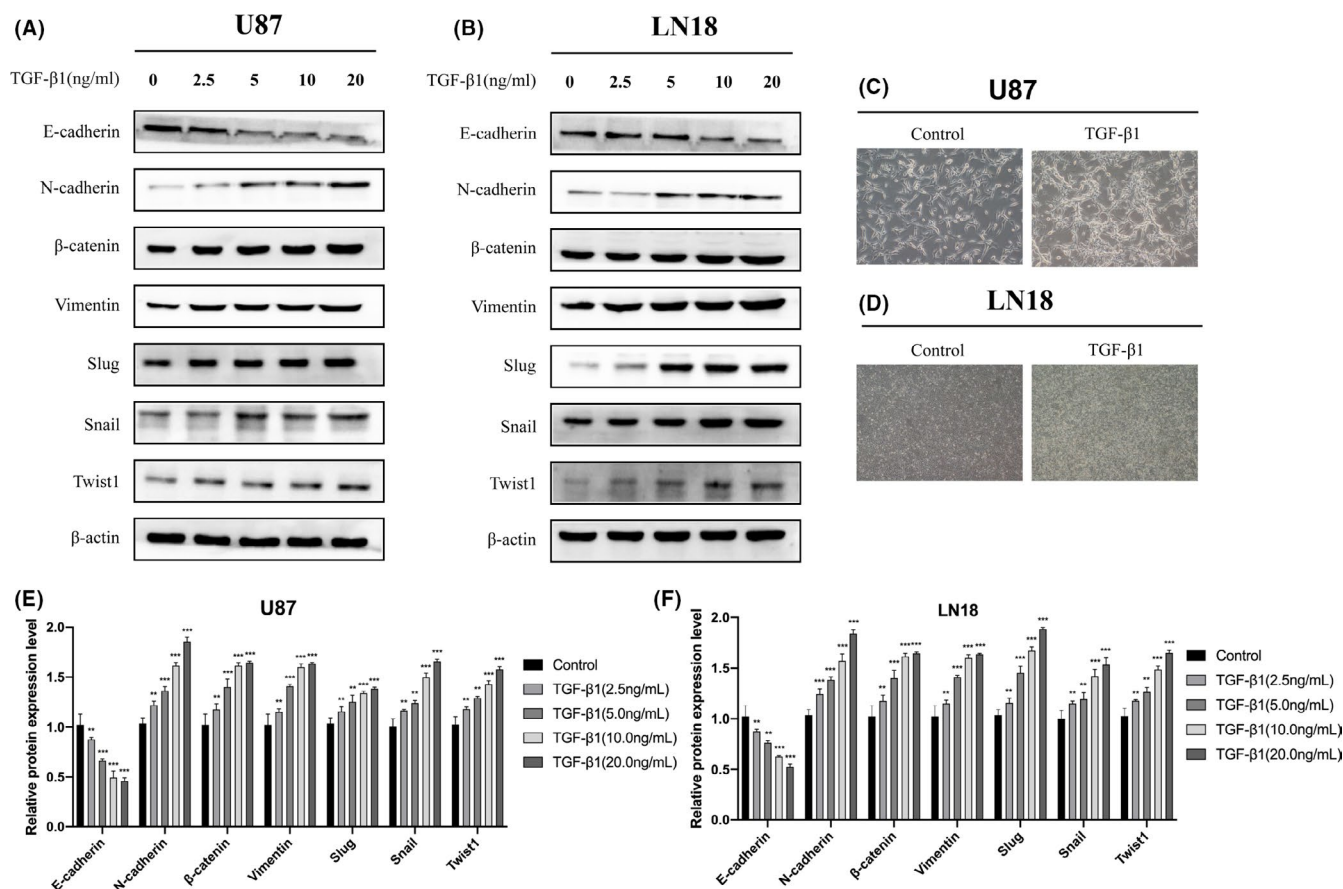 (A)
U87
TGF-β1(ng/ml) 0 2.5 5 10 20
E-cadherin
N-cadherin
β-catenin
Vimentin
Slug
Snail
Twist1
β-actin
(B)
LN18
TGF-β1(ng/ml) 0 2.5 5 10 20
E-cadherin
N-cadherin
β-catenin
Vimentin
Slug
Snail
Twist1
β-actin
(C)
U87
Control TGF-β1
(D)
LN18
Control TGF-β1
(E)
U87
Relative protein expression level
2.0
1.5
1.0
0.5
0.0
** *** *** ***
** *** *** ***
** *** *** ***
** *** *** ***
** ** *** ***
** ** *** ***
** ** *** ***
E-cadherin N-cadherin β-catenin Vimentin Slug Snail Twist1
Control
TGF-β1(2.5ng/mL)
TGF-β1(5.0ng/mL)
TGF-β1(10.0ng/mL)
TGF-β1(20.0ng/mL)
(F)
LN18
Relative protein expression level
2.0
1.5
1.0
0.5
0.0
** ** *** ***
*** *** *** ***
** *** *** ***
** *** *** ***
** *** *** ***
** ** *** ***
** ** *** ***
E-cadherin N-cadherin β-catenin Vimentin Slug Snail Twist1
Control
TGF-β1(2.5ng/mL)
TGF-β1(5.0ng/mL)
TGF-β1(10.0ng/mL)
TGF-β1(20.0ng/mL)